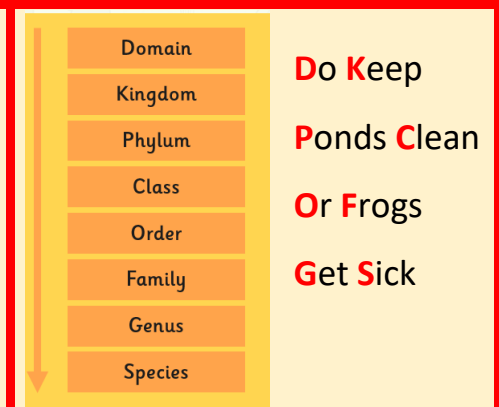 Domain
Kingdom
Phylum
Class
Order
Family
Genus
Species
Do Keep
Ponds Clean
Or Frogs
Get Sick